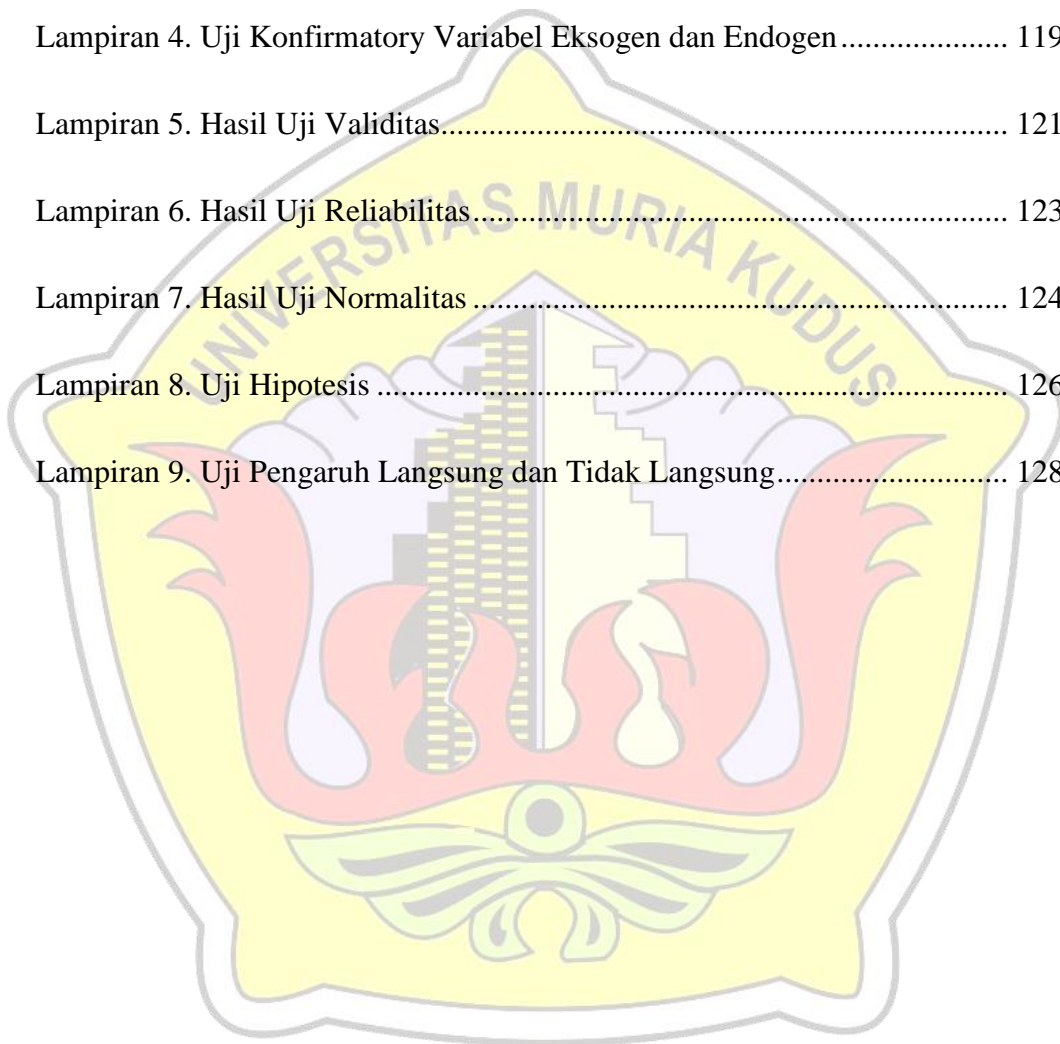 Lampiran 4. Uji Konfirmatory Variabel Eksogen dan Endogen.................... 119
Lampiran 5. Hasil Uji Validitas.................................................................... 121
UNIVERSITAS MURIA KUDUS
Lampiran 6. Hasil Uji Reliabilitas................................................................ 123
Lampiran 7. Hasil Uji Normalitas ................................................................ 124
Lampiran 8. Uji Hipotesis ............................................................................ 126
Lampiran 9. Uji Pengaruh Langsung dan Tidak Langsung............................ 128